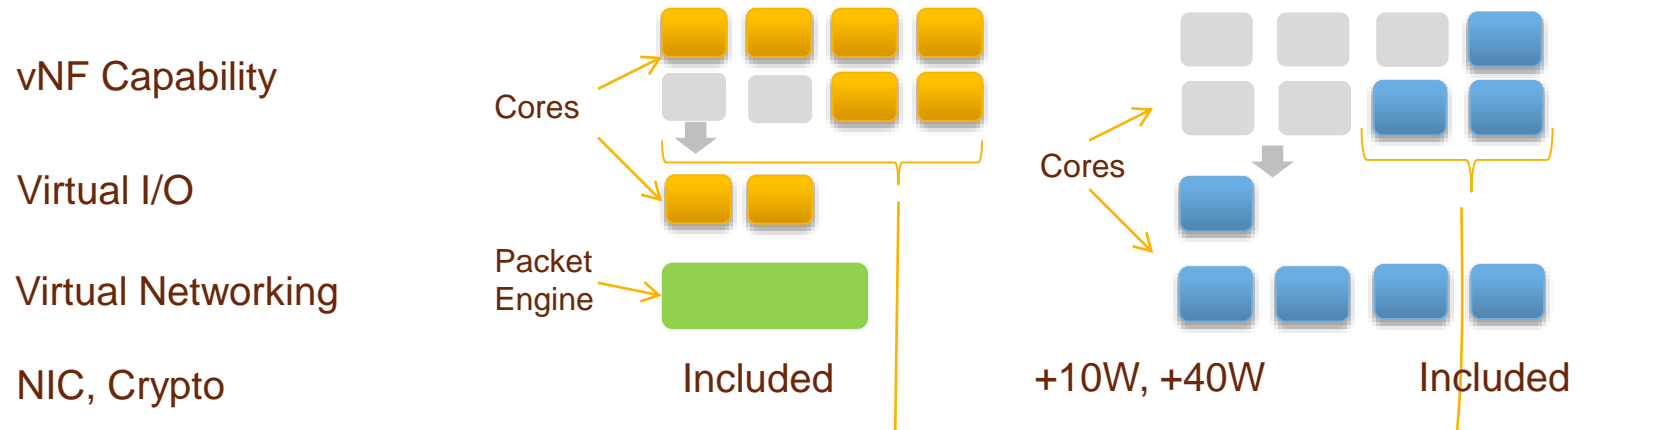 vNF Capability
Cores
Cores
Virtual I/O
Packet
Engine
Virtual Networking
NIC, Crypto
Included
+10W, +40W
Included